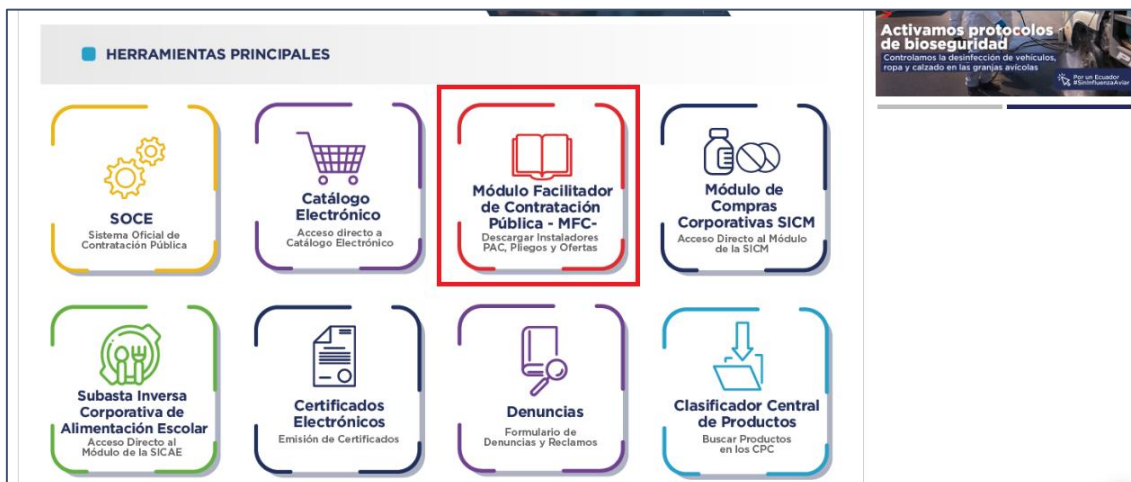 HERRAMIENTAS PRINCIPALES
SOCE
Sistema Oficial de
Contratación Pública
Catálogo
Electrónico
Acceso directo a
Catálogo Electrónico
Módulo Facilitador
de Contratación
Pública - MFC-
Descargar Instaladores
PAC, Pliegos y Ofertas
Módulo de
Compras
Corporativas SICM
Acceso Directo al Módulo
de la SICM
Subasta Inversa
Corporativa de
Alimentación Escolar
Acceso Directo al
Módulo de la SICAE
Certificados
Electrónicos
Emisión de Certificados
Denuncias
Formulario de
Denuncias y Reclamos
Clasificador Central
de Productos
Buscar Productos
en los CPC
Activamos protocolos
de bioseguridad
Controlamos la desinfección de vehículos,
ropa y calzado en las granjas avícolas
Por un Ecuador
#SinInfluenzaAviar